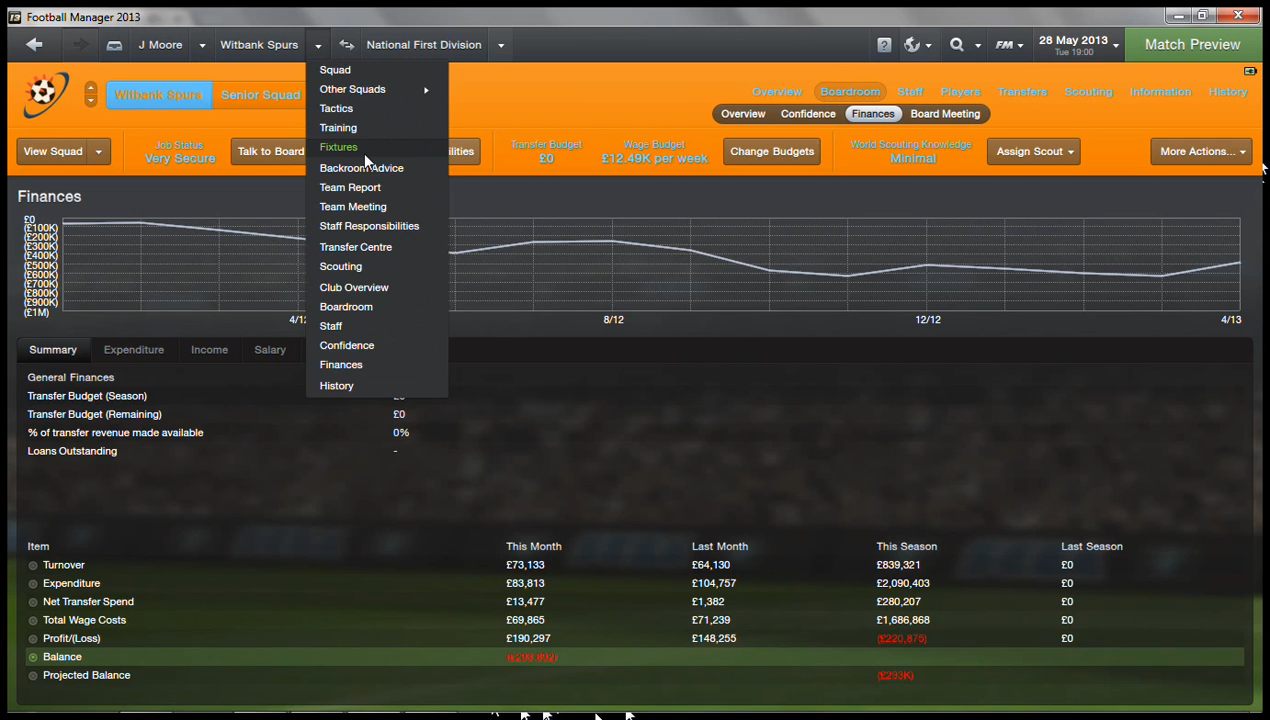 Football Manager 2013
J Moore
Witbank Spurs
National First Division
?
FM
28 May 2013
Tue 19:00
Match Preview
Witbank Spurs
Senior Squad
Overview
Boardroom
Staff
Players
Transfers
Scouting
Information
History
Overview
Confidence
Finances
Board Meeting
View Squad
Job Status
Very Secure
Talk to Board
ilities
Transfer Budget
£0
Wage Budget
£12.49K per week
Change Budgets
World Scouting Knowledge
Minimal
Assign Scout
More Actions...
Squad
Other Squads
Tactics
Training
Fixtures
Backroom Advice
Team Report
Team Meeting
Staff Responsibilities
Transfer Centre
Scouting
Club Overview
Boardroom
Staff
Confidence
Finances
History
Finances
£0
(£100K)
(£200K)
(£300K)
(£400K)
(£500K)
(£600K)
(£700K)
(£800K)
(£900K)
(£1M)
4/12
8/12
12/12
4/13
Summary
Expenditure
Income
Salary
General Finances
Transfer Budget (Season)
Transfer Budget (Remaining) £0
% of transfer revenue made available 0%
Loans Outstanding -
Item This Month Last Month This Season Last Season
Turnover £73,133 £64,130 £839,321 £0
Expenditure £83,813 £104,757 £2,090,403 £0
Net Transfer Spend £13,477 £1,382 £280,207 £0
Total Wage Costs £69,865 £71,239 £1,686,868 £0
Profit/(Loss) £190,297 £148,255 (£220,875) £0
Balance
Projected Balance (£293K)